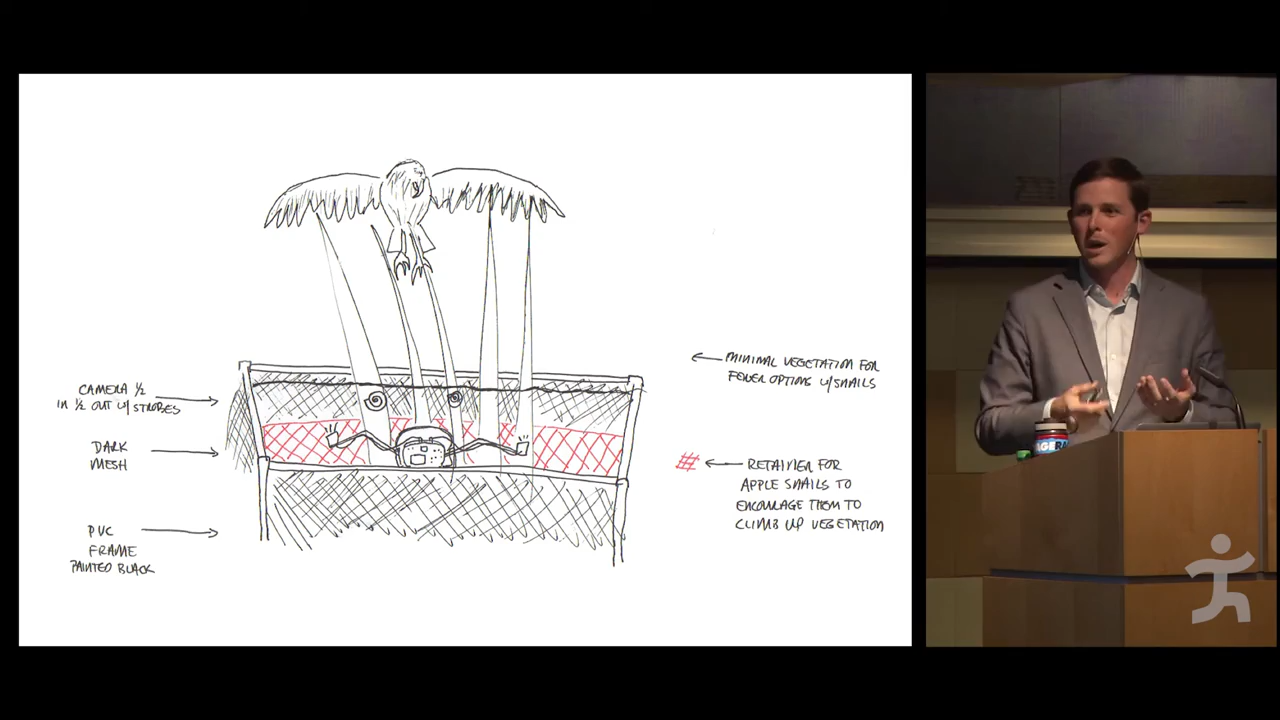 CAMERA 1/2
IN 1/2 OUT W/ STROBES
DARK
MESH
PVC
FRAME
PAINTED BLACK
MINIMAL VEGETATION FOR
FEWER OPTIONS W/SNAILS
RETAINER FOR
APPLE SNAILS TO
ENCOURAGE THEM TO
CLIMB UP VEGETATION